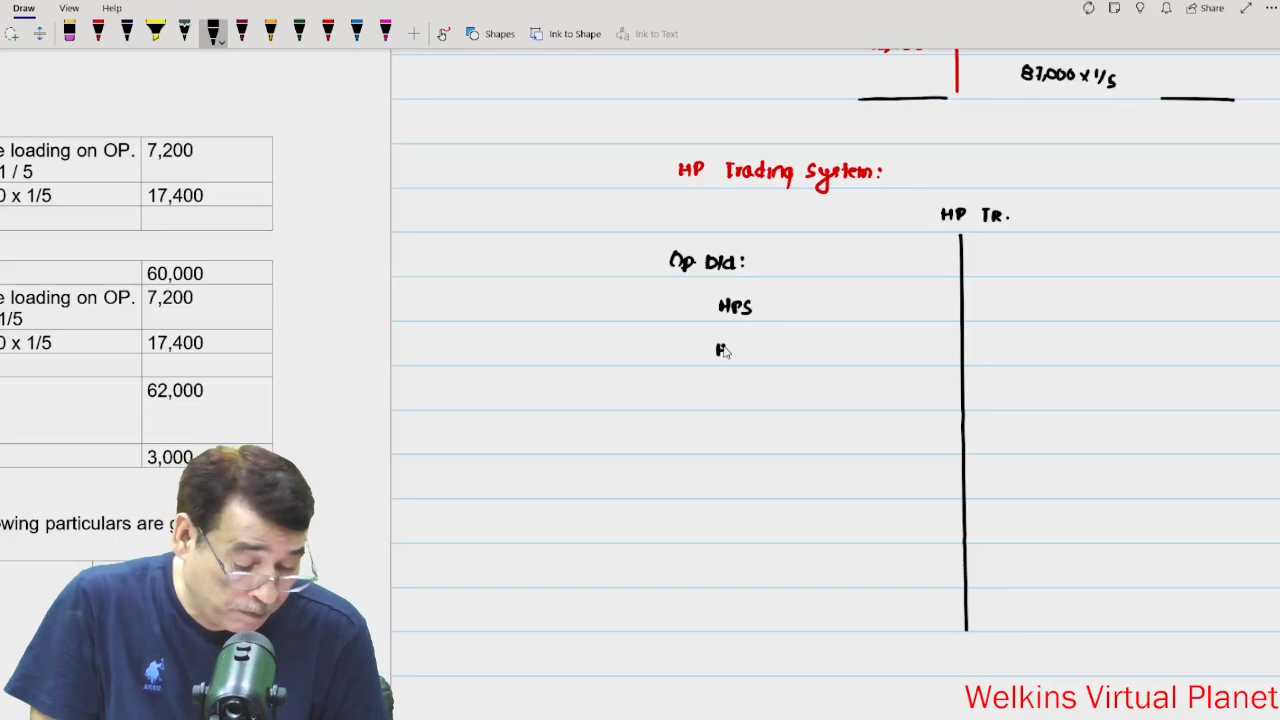 Draw View Help
Share
Shapes Ink to Shape Ink to Text
87,000 x 1/5
e loading on OP. 7,200
1 / 5
0 x 1/5 17,400
60,000
e loading on OP. 7,200
1/5
0 x 1/5 17,400
62,000
3,000
owing particulars are g
HP Trading System:
HP TR.
Op. b/d:
HPS
Welkins Virtual Planet